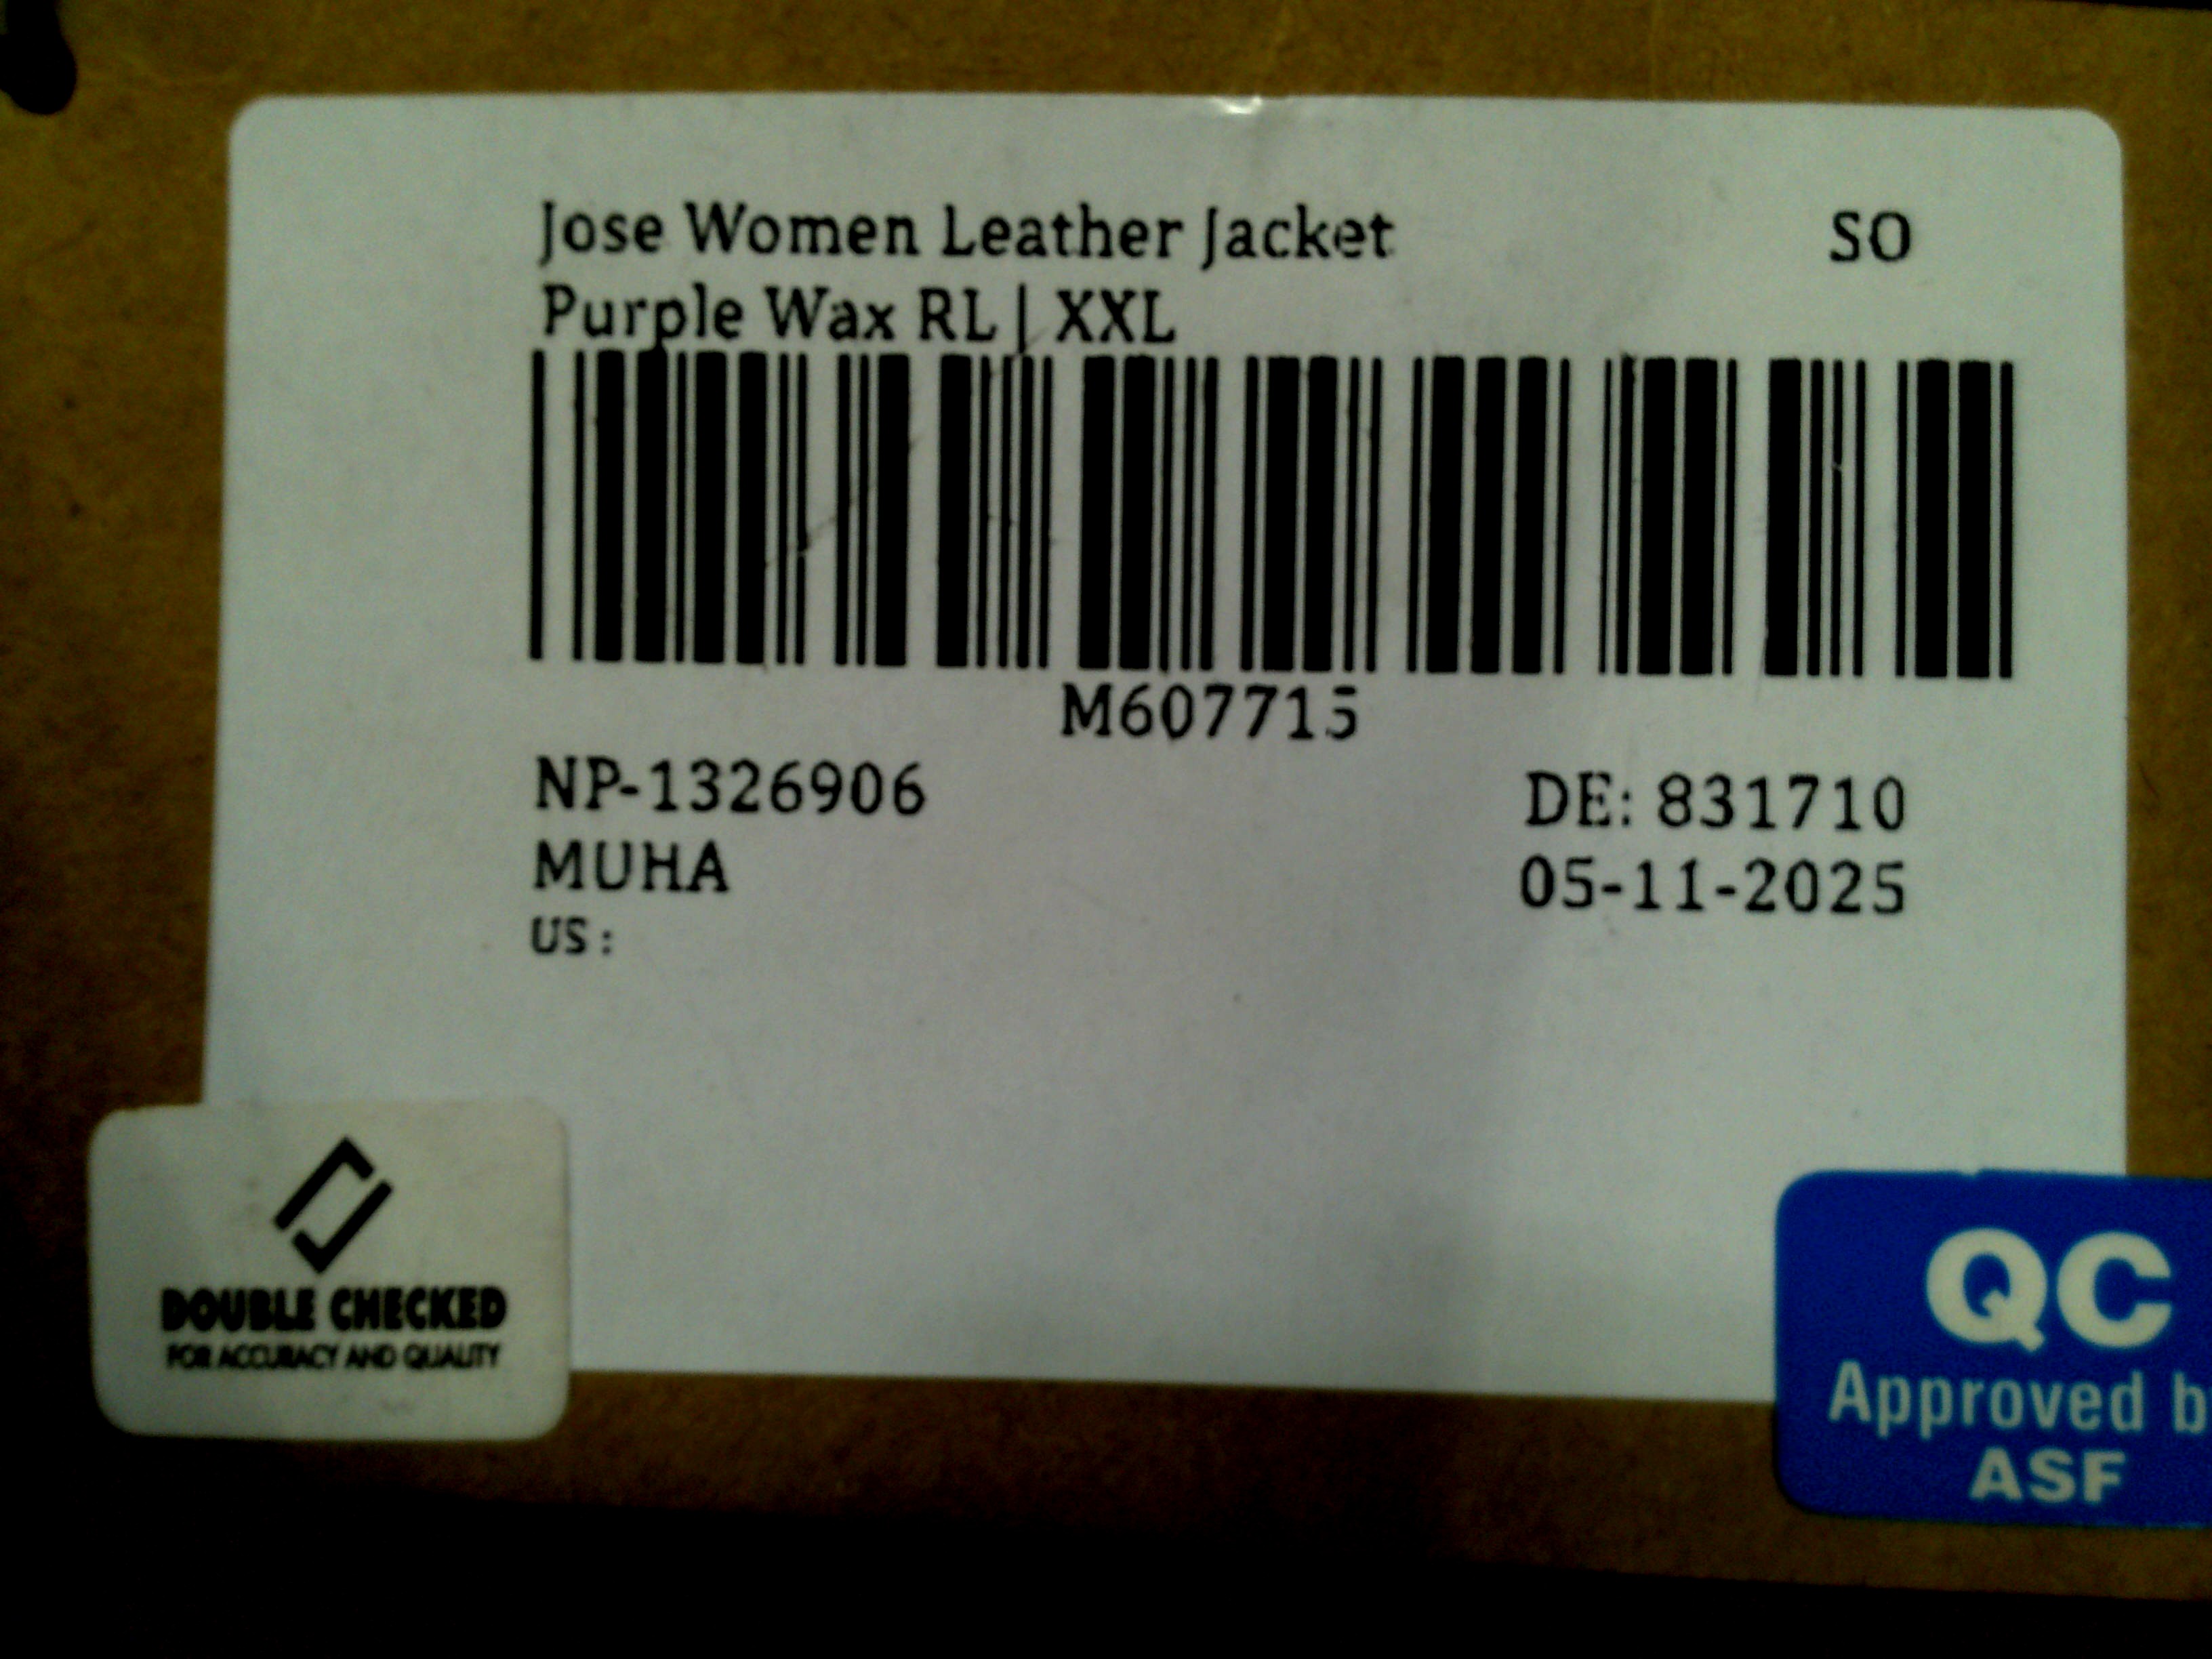 Jose Women Leather Jacket
SO
Purple Wax RL | XXL
M607715
NP-1326906
DE: 831710
MUHA
05-11-2025
US :
DOUBLE CHECKED
FOR ACCURACY AND QUALITY
QC
Approved b
ASF